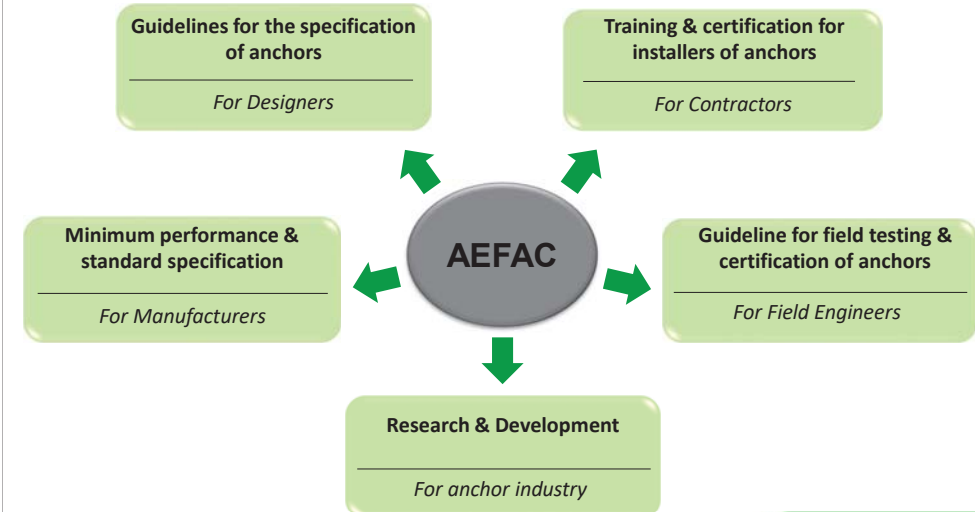 Guidelines for the specification
of anchors
For Designers
Training & certification for
installers of anchors
For Contractors
AEFAC
Minimum performance &
standard specification
For Manufacturers
Guideline for field testing &
certification of anchors
For Field Engineers
Research & Development
For anchor industry